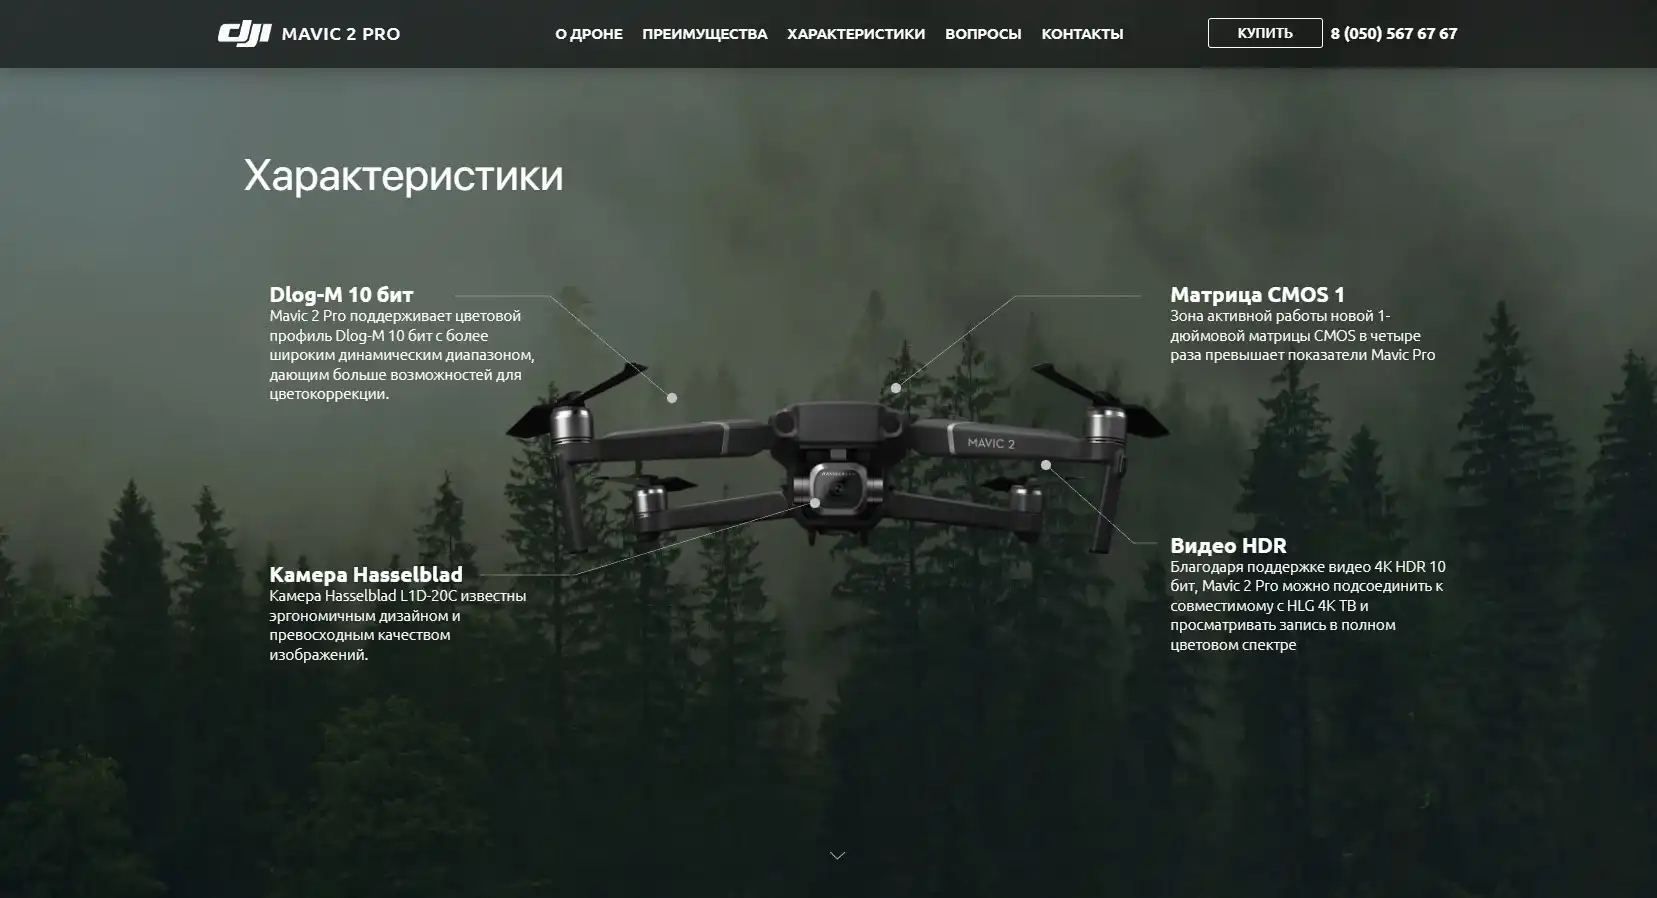 dji MAVIC 2 PRO
О ДРОНЕ ПРЕИМУЩЕСТВА ХАРАКТЕРИСТИКИ ВОПРОСЫ КОНТАКТЫ
КУПИТЬ 8 (050) 567 67 67
Характеристики
Dlog-M 10 бит
Mavic 2 Pro поддерживает цветовой
профиль Dlog-M 10 бит с более
широким динамическим диапазоном,
дающим больше возможностей для
цветокоррекции.
Матрица CMOS 1
Зона активной работы новой 1-
дюймовой матрицы CMOS в четыре
раза превышает показатели Mavic Pro
MAVIC 2
HASSELBLAD
Камера Hasselblad
Камера Hasselblad L1D-20C известны
эргономичным дизайном и
превосходным качеством
изображений.
Видео HDR
Благодаря поддержке видео 4K HDR 10
бит, Mavic 2 Pro можно подсоединить к
совместимому с HLG 4K ТВ и
просматривать запись в полном
цветовом спектре